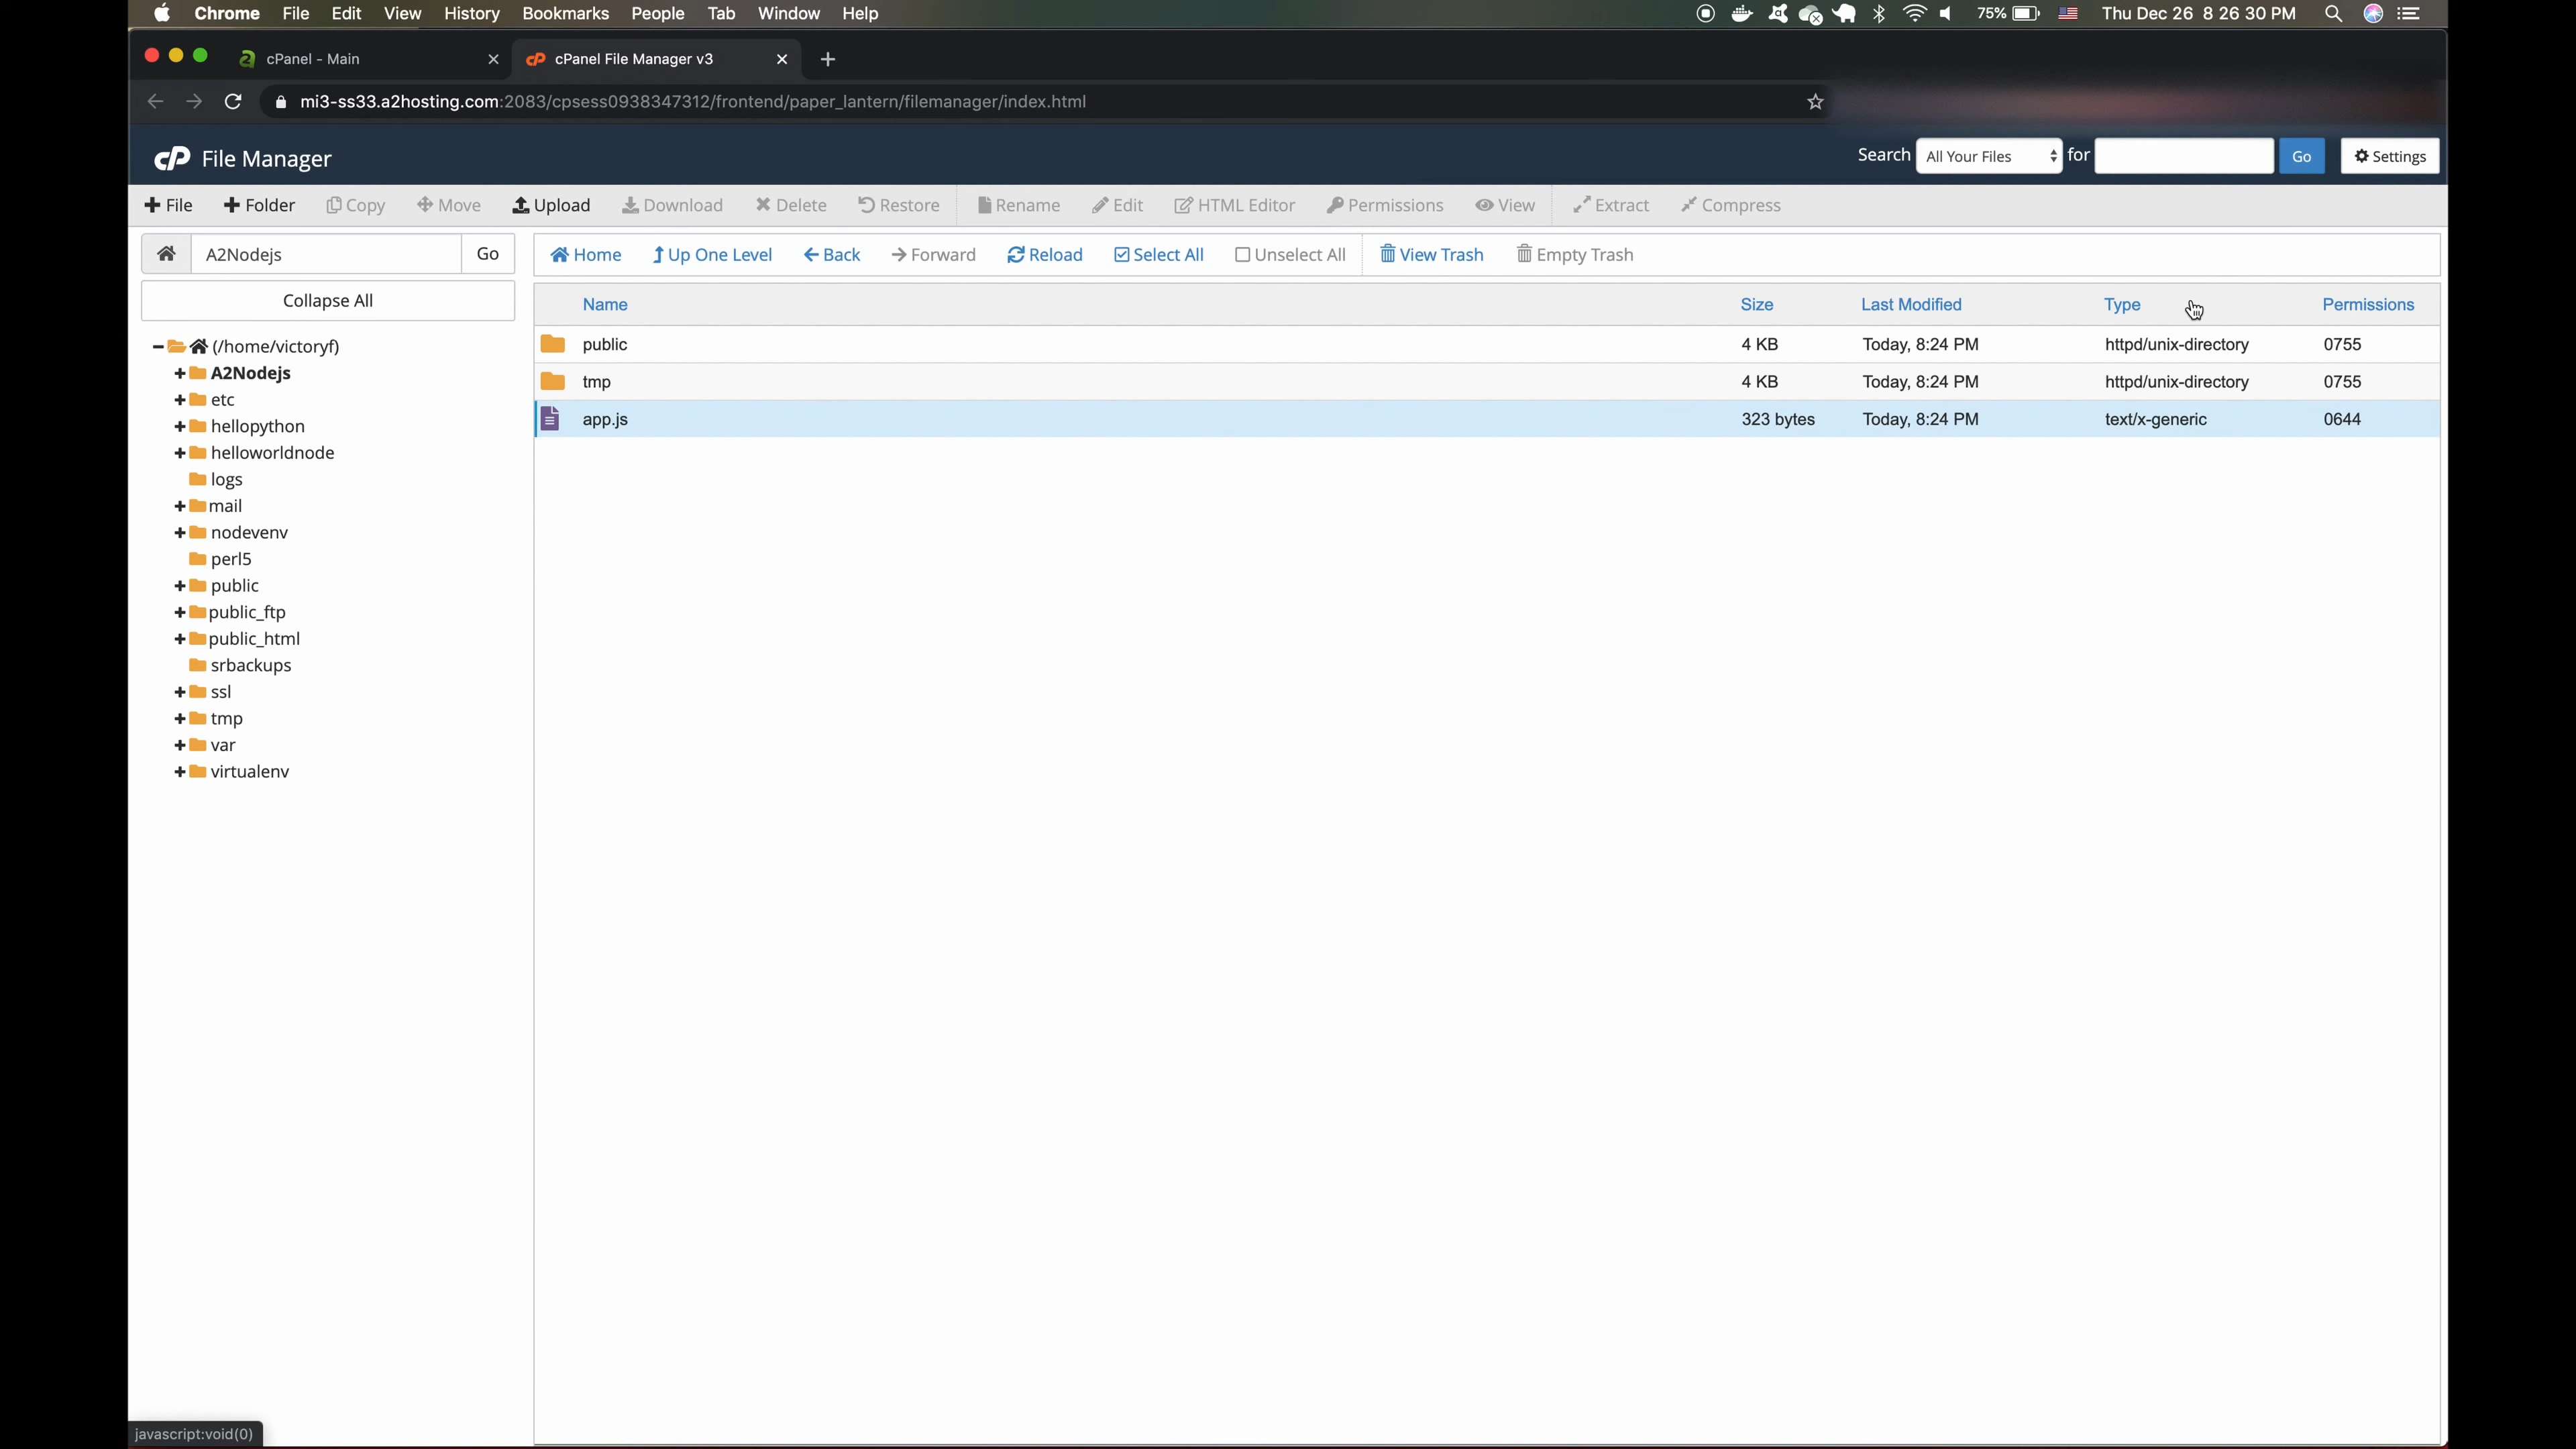 Chrome File Edit View History Bookmarks People Tab Window Help 75% Thu Dec 26 8 26 30 PM
cPanel - Main cPanel File Manager v3
mi3-ss33.a2hosting.com:2083/cpsess0938347312/frontend/paper_lantern/filemanager/index.html
cP File Manager Search All Your Files for Go Settings
File Folder Copy Move Upload Download Delete Restore Rename Edit HTML Editor Permissions View Extract Compress
A2Nodejs Go Home Up One Level Back Forward Reload Select All Unselect All View Trash Empty Trash
Collapse All
Name Size Last Modified Type Permissions
public 4 KB Today, 8:24 PM httpd/unix-directory 0755
tmp 4 KB Today, 8:24 PM httpd/unix-directory 0755
app.js 323 bytes Today, 8:24 PM text/x-generic 0644
(/home/victoryf)
A2Nodejs
etc
hellopython
helloworldnode
logs
mail
nodevenv
perl5
public
public_ftp
public_html
srbackups
ssl
tmp
var
virtualenv
javascript:void(0)